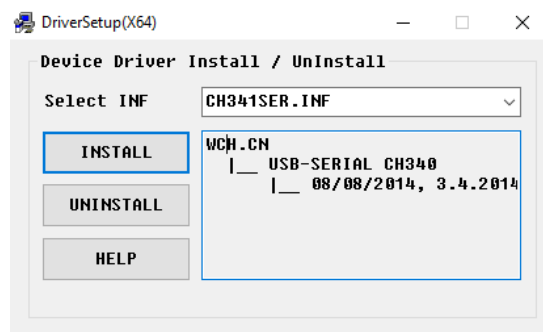 DriverSetup(X64)
Device Driver Install / UnInstall
Select INF
CH341SER.INF
INSTALL
UNINSTALL
HELP
WCH.CN
|__ USB-SERIAL CH340
|__ 08/08/2014, 3.4.2014